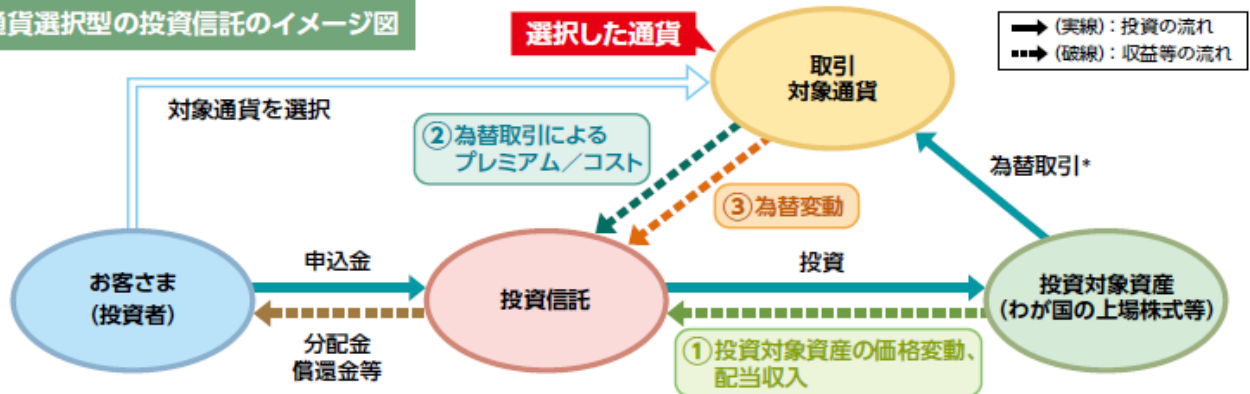 通貨選択型の投資信託のイメージ図
選択した通貨
(実線):投資の流れ
(破線):収益等の流れ
取引
対象通貨
対象通貨を選択
②為替取引による
プレミアム/コスト
為替取引*
③為替変動
お客さま
(投資者)
申込金
投資信託
投資
投資対象資産
(わが国の上場株式等)
分配金
償還金等
①投資対象資産の価格変動、
配当収入